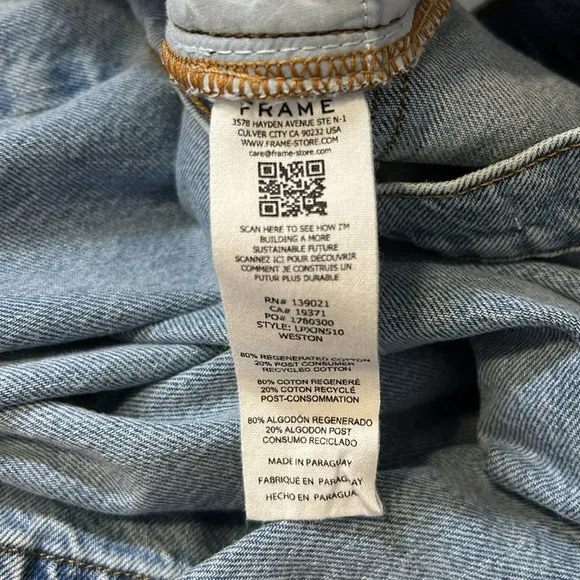 FRAME
3578 HAYDEN AVENUE STE N-1
CULVER CITY CA 90232 USA
WWW.FRAME-STORE.COM
care@frame-store.com
SCAN HERE TO SEE HOW I'M
BUILDING A MORE
SUSTAINABLE FUTURE
SCANNEZ ICI POUR DÉCOUVRIR
COMMENT JE CONSTRUIS UN
FUTUR PLUS DURABLE
RN# 139021
CA# 19371
PO# 1780300
STYLE: LPXJN510
WESTON
80% REGENERATED COTTON
20% POST CONSUMER
RECYCLED COTTON
80% COTON REGENERÉ
20% COTON RECYCLÉ
POST-CONSOMMATION
80% ALGODÓN REGENERADO
20% ALGODON POST
CONSUMO RECICLADO
MADE IN PARAGUAY
FABRIQUÉ EN PARAGUAY
HECHO EN PARAGUA